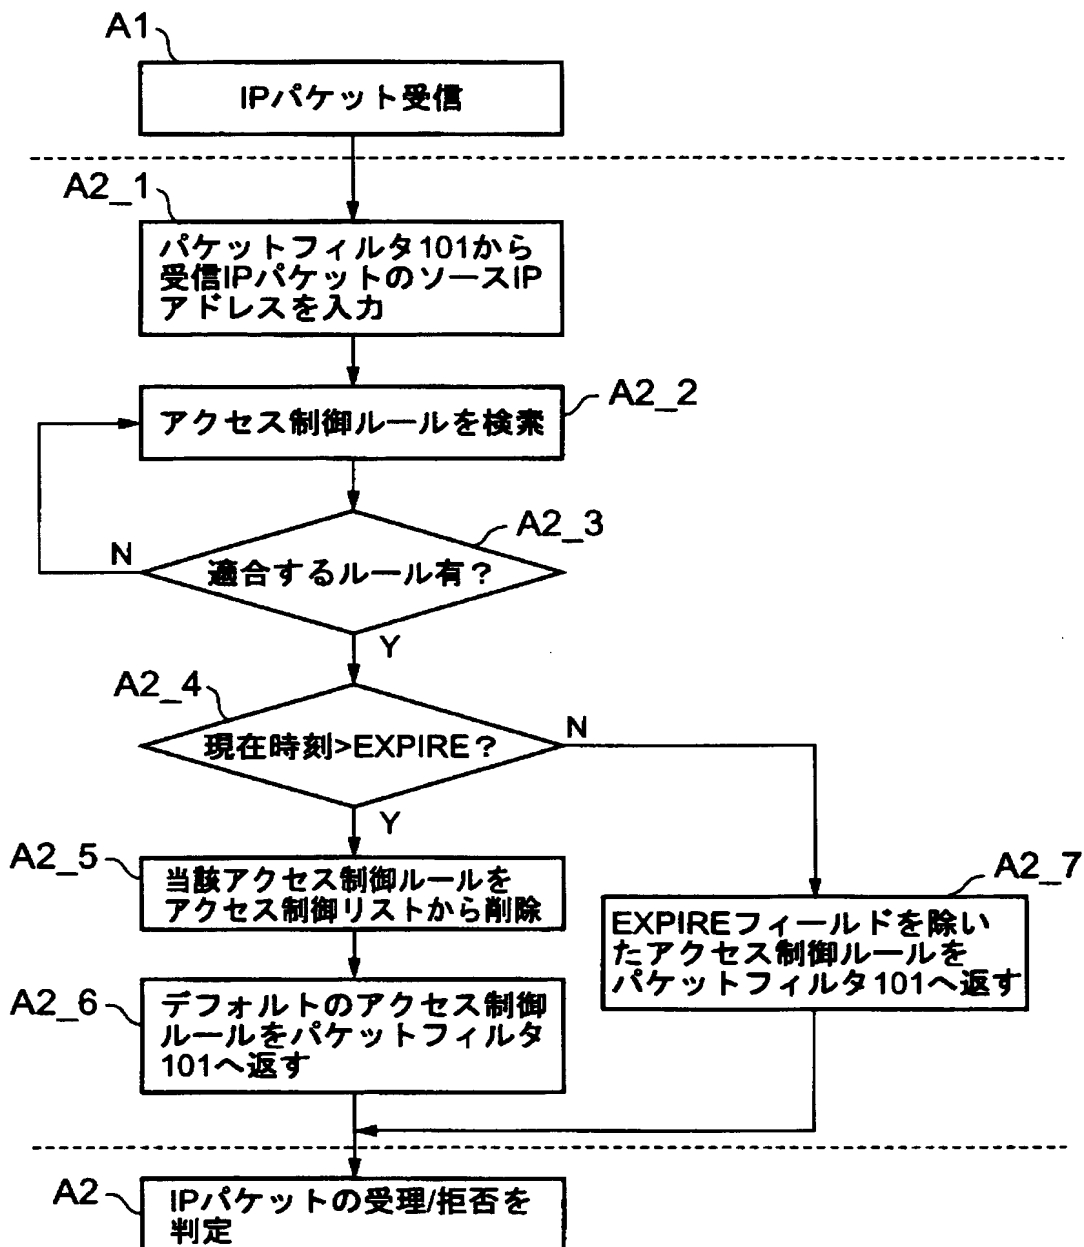 A1
IPパケット受信
A2_1
パケットフィルタ101から
受信IPパケットのソースIP
アドレスを入力
アクセス制御ルールを検索
A2_2
A2_3
N
適合するルール有？
Y
A2_4
現在時刻>EXPIRE？
N
Y
A2_5
当該アクセス制御ルールを
アクセス制御リストから削除
A2_7
EXPIREフィールドを除い
たアクセス制御ルールを
パケットフィルタ101へ返す
A2_6
デフォルトのアクセス制御
ルールをパケットフィルタ
101へ返す
A2
IPパケットの受理/拒否を
判定